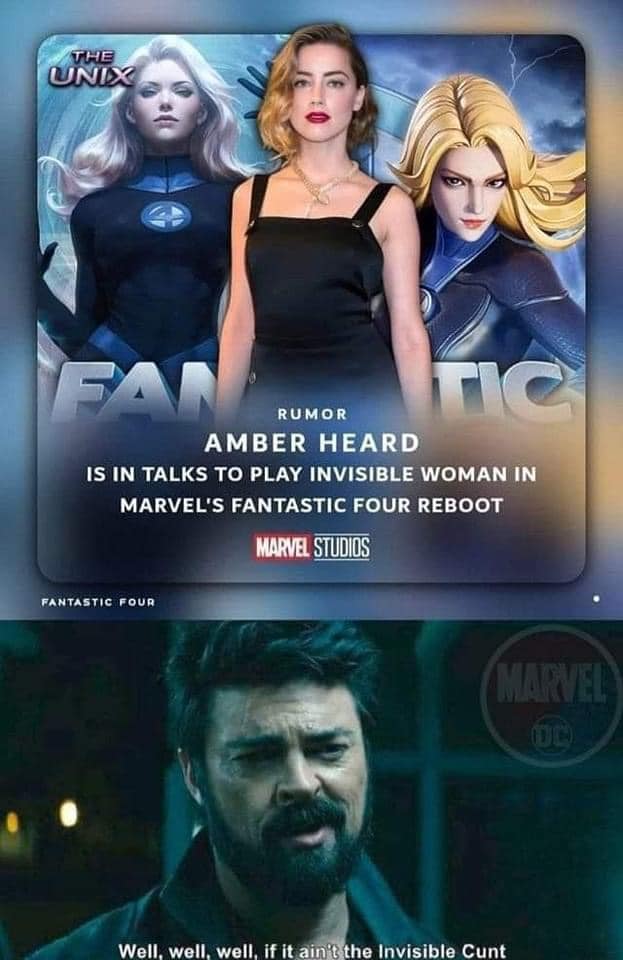 THE
UNIX
FAN TIC
RUMOR
AMBER HEARD
IS IN TALKS TO PLAY INVISIBLE WOMAN IN
MARVEL'S FANTASTIC FOUR REBOOT
MARVEL STUDIOS
FANTASTIC FOUR
MARVEL
DC
Well, well, well, if it ain't the Invisible Cunt